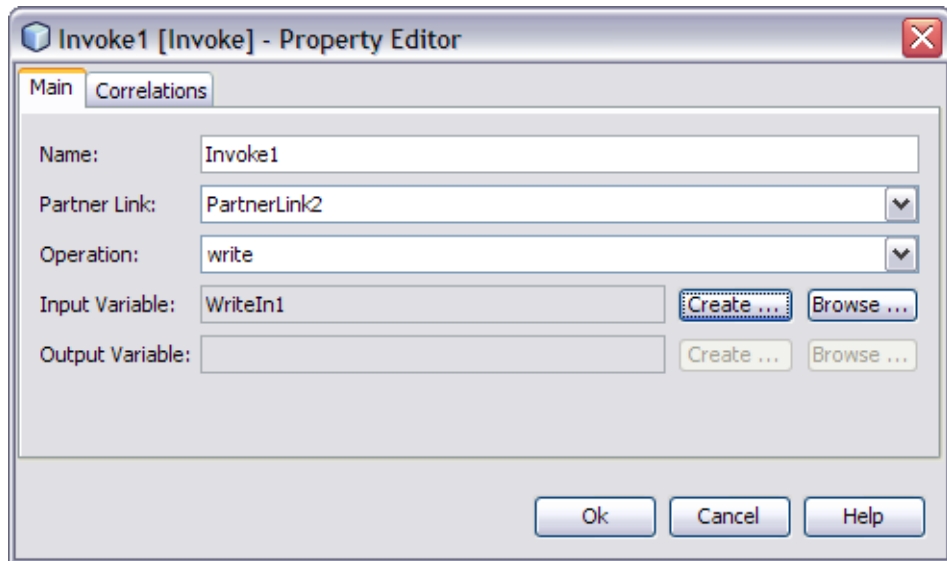 Invoke1 [Invoke] - Property Editor
Main Correlations
Name: Invoke1
Partner Link: PartnerLink2
Operation: write
Input Variable: WriteIn1 Create ... Browse ...
Output Variable: Create ... Browse ...
Ok Cancel Help